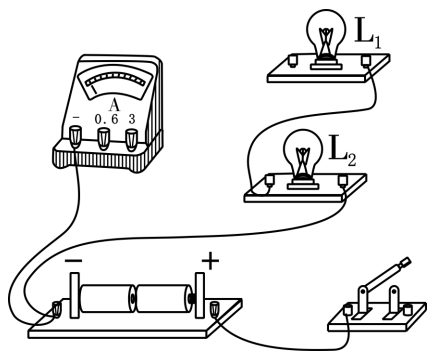 L₁
A
- 0.6 3
L₂
- +